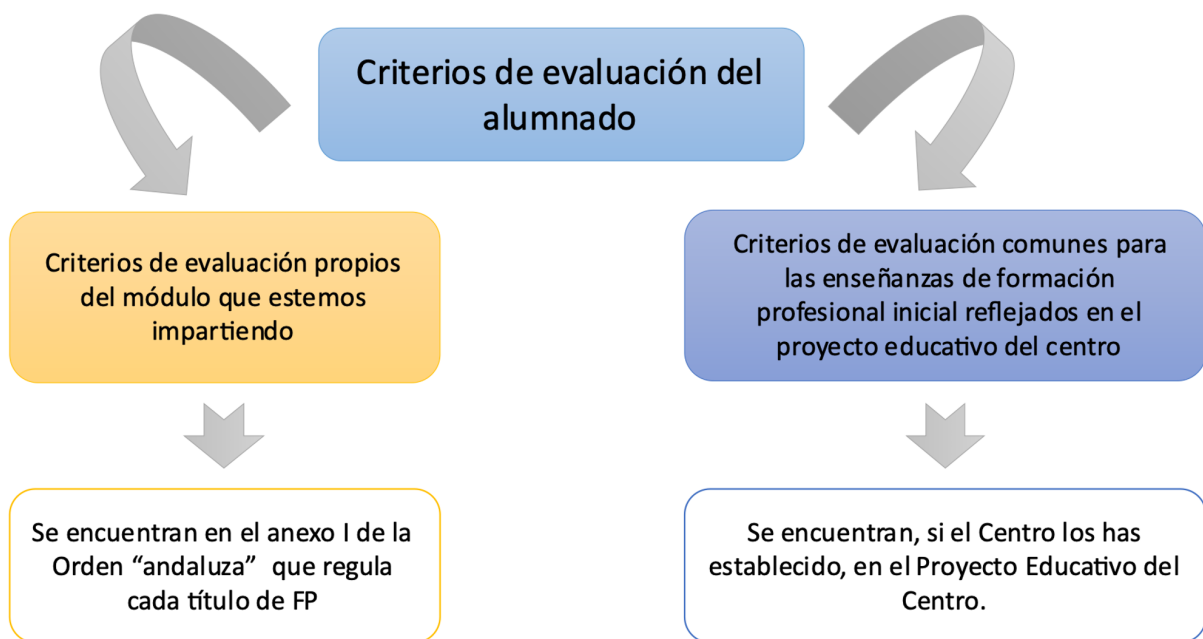 Criterios de evaluación del
alumnado
Criterios de evaluación propios
del módulo que estemos
impartiendo
Criterios de evaluación comunes para
las enseñanzas de formación
profesional inicial reflejados en el
proyecto educativo del centro
Se encuentran en el anexo I de la
Orden “andaluza” que regula
cada título de FP
Se encuentran, si el Centro los has
establecido, en el Proyecto Educativo del
Centro.